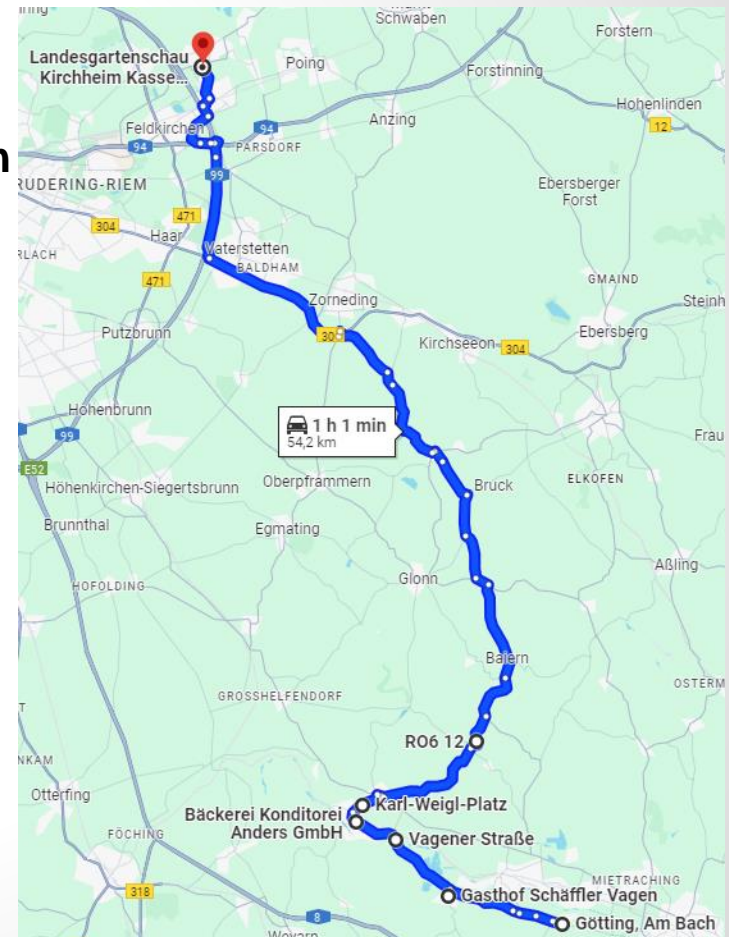 Schwaben
Forstern
Landesgartenschau
Kirchheim Kasse...
Poing
Forstinning
Hohenlinden
12
Anzing
Feldkirchen
94
94
PARSDORF
n
RUDERING-RIEM
99
Ebersberger
Forst
471
304
Haar
Vaterstetten
BALDHAM
RLACH
471
GMAIND
Zorneding
Steinh
Putzbrunn
Kirchseeon
304
Ebersberg
Hohenbrunn
1 h 1 min
54,2 km
99
Frau
E52
Höhenkirchen-Siegertsbrunn
Oberpframmern
Bruck
ELKOFEN
Brunnthal
Egmating
Aßling
HOFOLDING
Glonn
Baiern
GROSSHELFENDORF
OSTERM
RO6 12
NKAM
Otterfing
Karl-Weigl-Platz
Bäckerei Konditorei
Anders GmbH
FÖCHING
Vagener Straße
318
MIETRACHING
Gasthof Schäffler Vagen
8
Götting, Am Bach